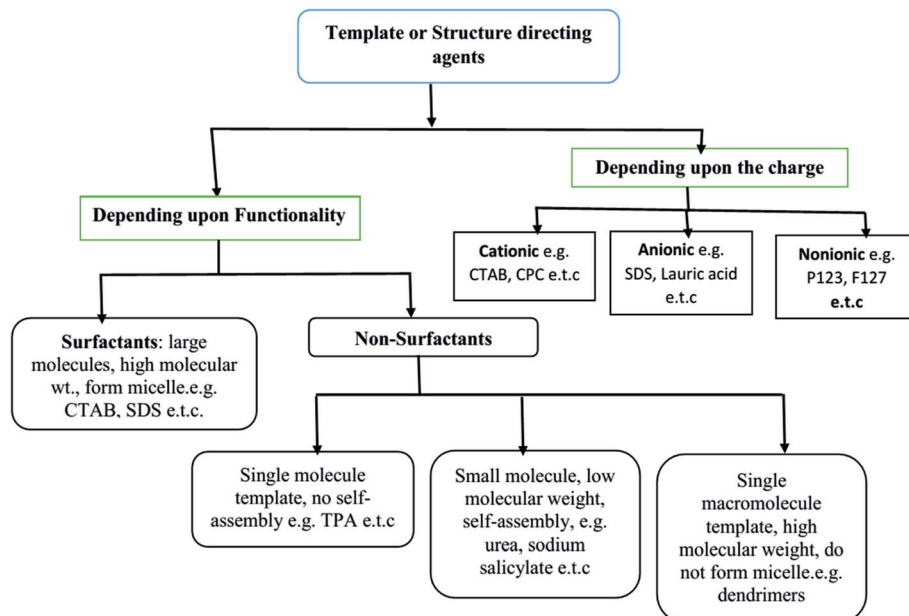 Template or Structure directing
agents
Depending upon the charge
Depending upon Functionality
Cationic e.g.
CTAB, CPC e.t.c
Anionic e.g.
SDS, Lauric acid
e.t.c
Nonionic e.g.
P123, F127
e.t.c
Surfactants: large
molecules, high molecular
wt., form micelle.e.g.
CTAB, SDS e.t.c.
Non-Surfactants
Single molecule
template, no self-
assembly e.g. TPA e.t.c
Small molecule, low
molecular weight,
self-assembly, e.g.
urea, sodium
salicylate e.t.c
Single
macromolecule
template, high
molecular weight, do
not form micelle.e.g.
dendrimers